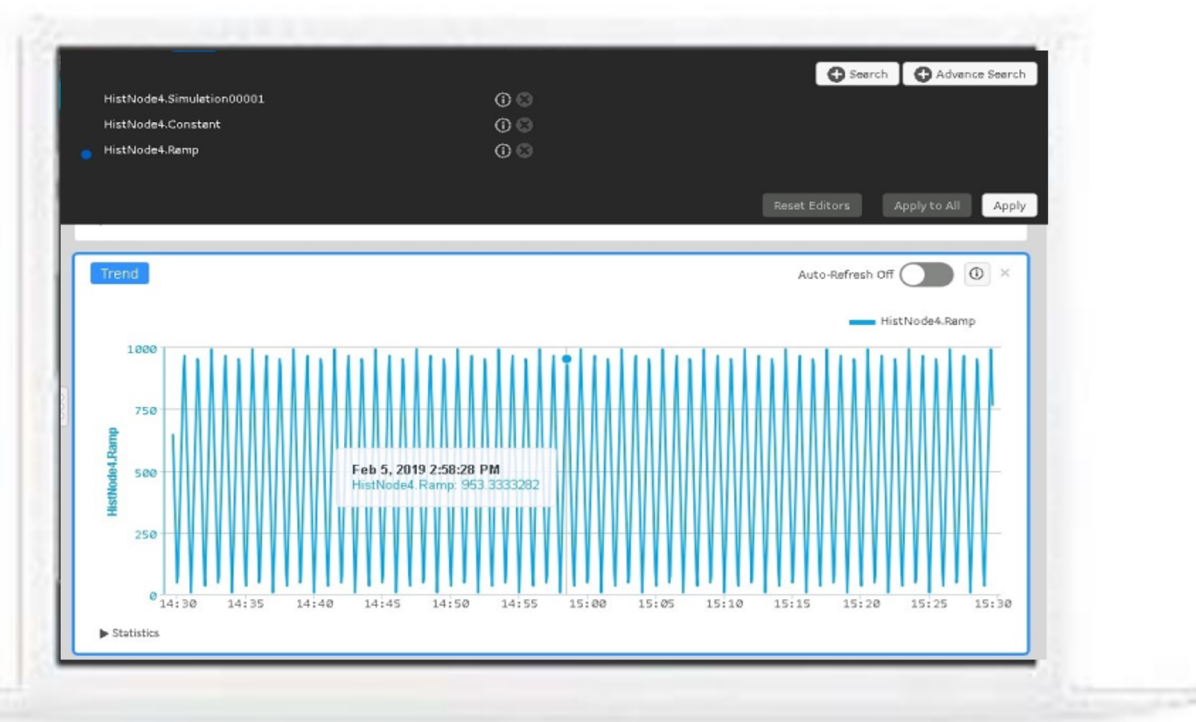 Search Advance Search
HistNode4.Simulation00001
HistNode4.Constant
HistNode4.Ramp
Reset Editors Apply to All Apply
Trend
Auto-Refresh Off
HistNode4.Ramp
1000
750
500
250
0
HistNode4.Ramp
Feb 5, 2019 2:58:28 PM
HistNode4.Ramp: 953.3333282
14:30 14:35 14:40 14:45 14:50 14:55 15:00 15:05 15:10 15:15 15:20 15:25 15:30
Statistics